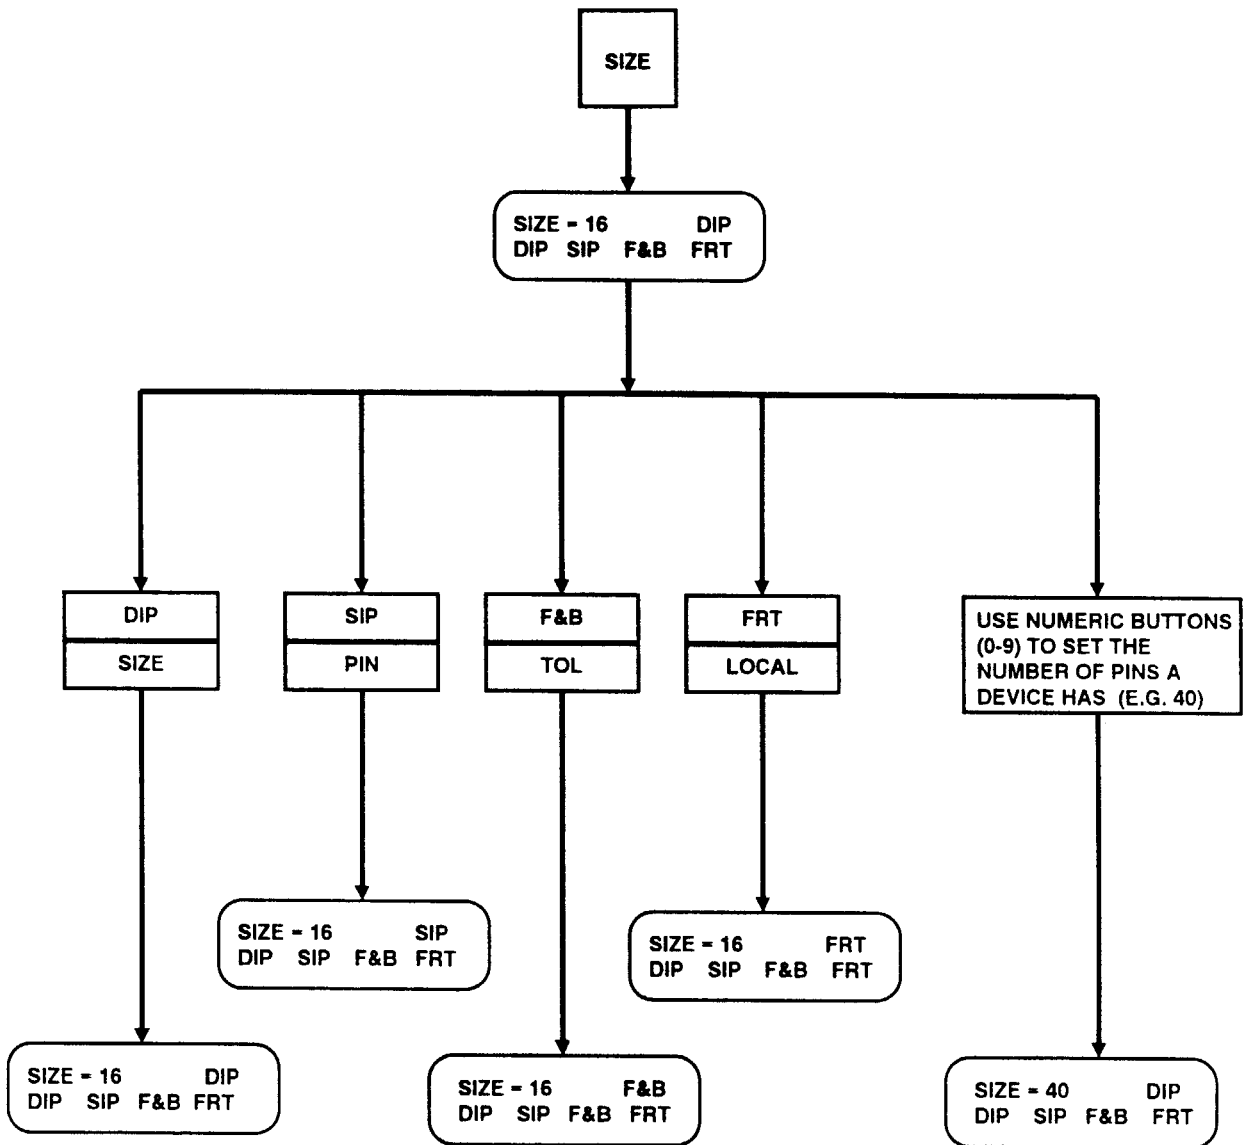 SIZE
SIZE = 16 DIP
DIP SIP F&B FRT
DIP
SIZE
SIP
PIN
F&B
TOL
FRT
LOCAL
USE NUMERIC BUTTONS
(0-9) TO SET THE
NUMBER OF PINS A
DEVICE HAS (E.G. 40)
SIZE = 16 SIP
DIP SIP F&B FRT
SIZE = 16 FRT
DIP SIP F&B FRT
SIZE = 16 DIP
DIP SIP F&B FRT
SIZE = 16 F&B
DIP SIP F&B FRT
SIZE = 40 DIP
DIP SIP F&B FRT